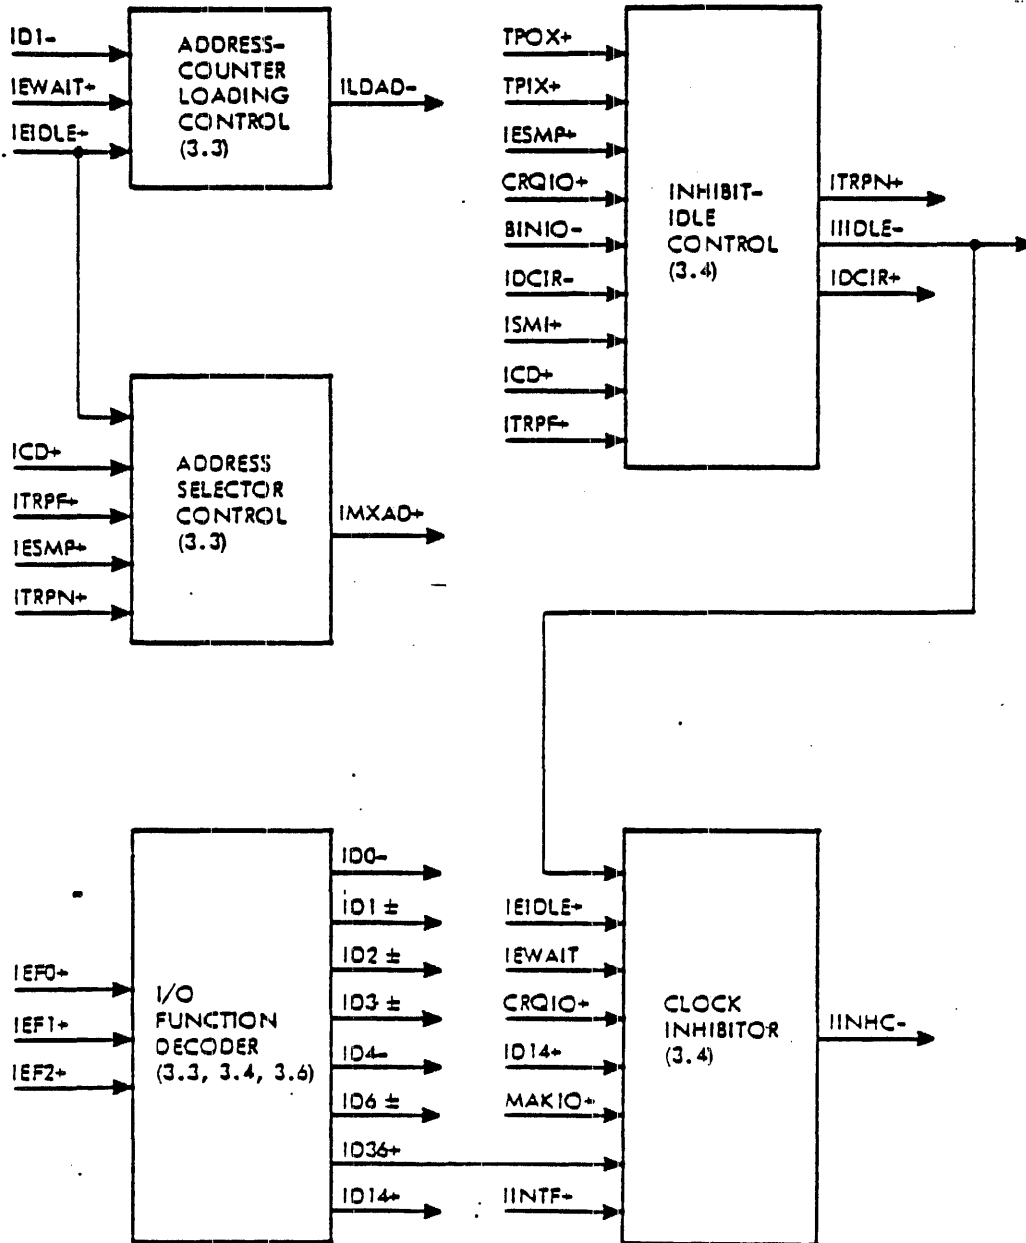 ID1-
IEWAIT+
IEIDLE+
ADDRESS-
COUNTER
LOADING
CONTROL
(3.3)
ILDAD-
TPOX+
TPIX+
IESMP+
CRQIO+
BINIO-
IDCIR-
ISMI+
ICD+
ITRPF+
INHIBIT-
IDLE
CONTROL
(3.4)
ITRPN+
IIIDLE-
IDCIR+
ICD+
ITRPF+
IESMP+
ITRPN+
ADDRESS
SELECTOR
CONTROL
(3.3)
IMXAD+
IEF0+
IEF1+
IEF2+
I/O
FUNCTION
DECODER
(3.3, 3.4, 3.6)
ID0-
ID1 ±
ID2 ±
ID3 ±
ID4-
ID6 ±
ID36+
ID14+
IEIDLE+
IEWAIT
CRQIO+
ID14+
MAKIO+
IINTF+
CLOCK
INHIBITOR
(3.4)
IINHC-